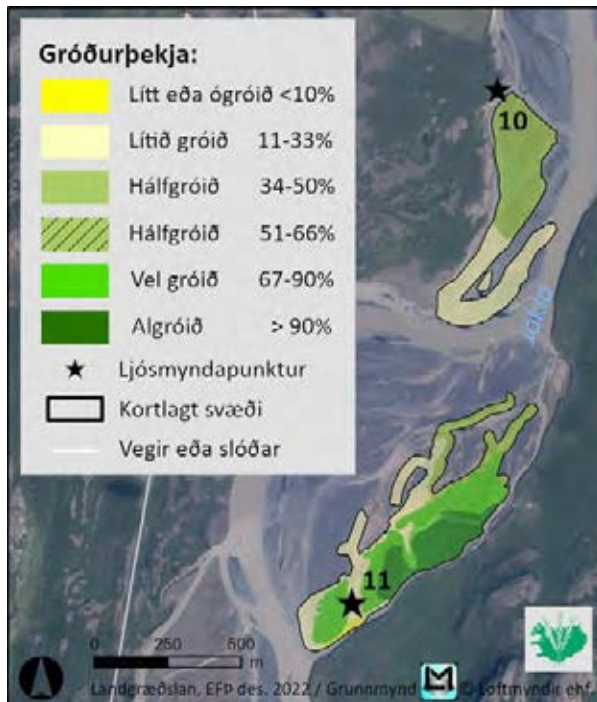 Gróðurþekja:
Lítt eða ógróið <10%
Lítið gróið 11-33%
Hálfgróið 34-50%
Hálfgróið 51-66%
Vel gróið 67-90%
Algróið > 90%
Ljósmyndapunktur
Kortlagt svæði
Vegir eða slóðar
10
Jökla
11
0 250 500
m
Landgræðslan, EFÞ des. 2022 / Grunnmynd © Loftmyndir ehf.